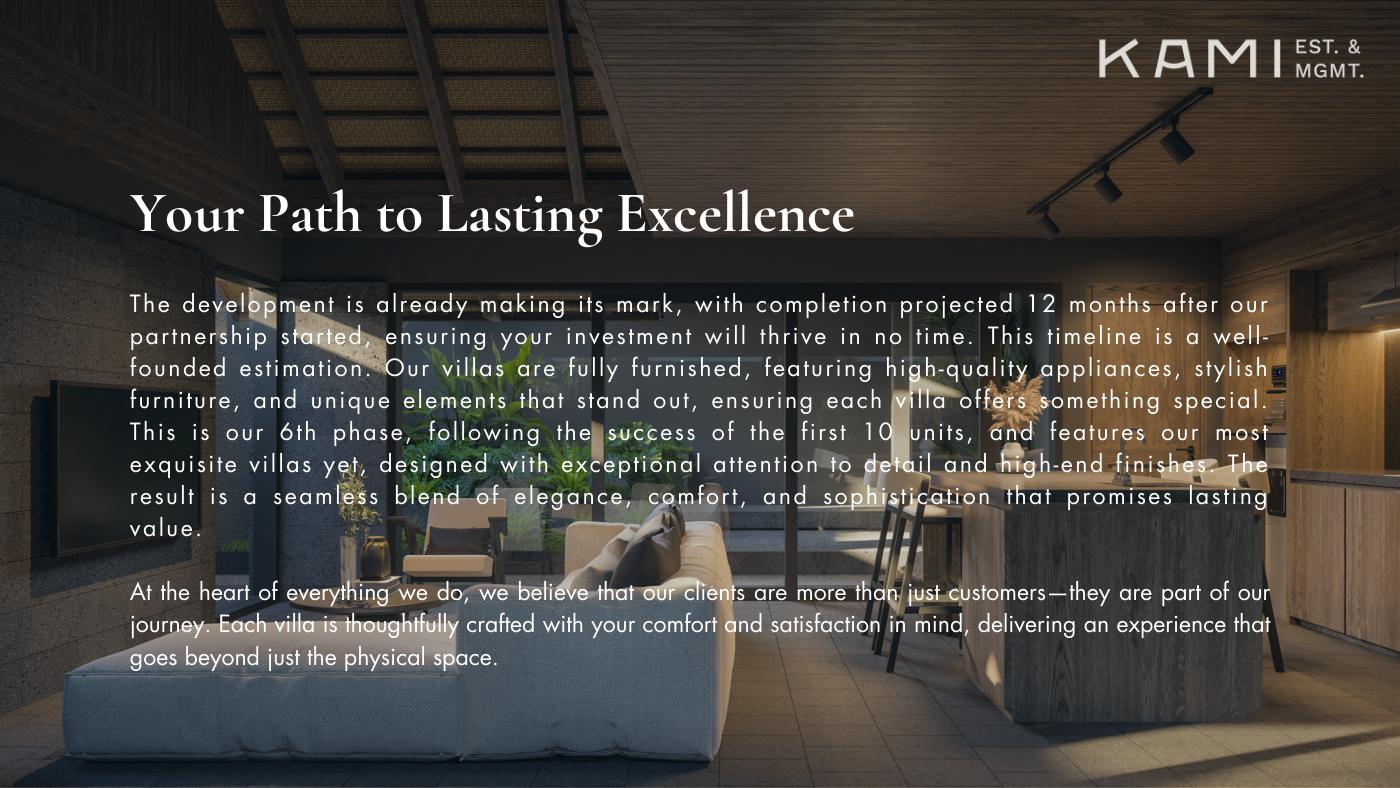 KAMI EST. &
MGMT.
Your Path to Lasting Excellence
The development is already making its mark, with completion projected 12 months after our
partnership started, ensuring your investment will thrive in no time. This timeline is a well-
founded estimation. Our villas are fully furnished, featuring high-quality appliances, stylish
furniture, and unique elements that stand out, ensuring each villa offers something special.
This is our 6th phase, following the success of the first 10 units, and features our most
exquisite villas yet, designed with exceptional attention to detail and high-end finishes. The
result is a seamless blend of elegance, comfort, and sophistication that promises lasting
value.
At the heart of everything we do, we believe that our clients are more than just customers—they are part of our
journey. Each villa is thoughtfully crafted with your comfort and satisfaction in mind, delivering an experience that
goes beyond just the physical space.